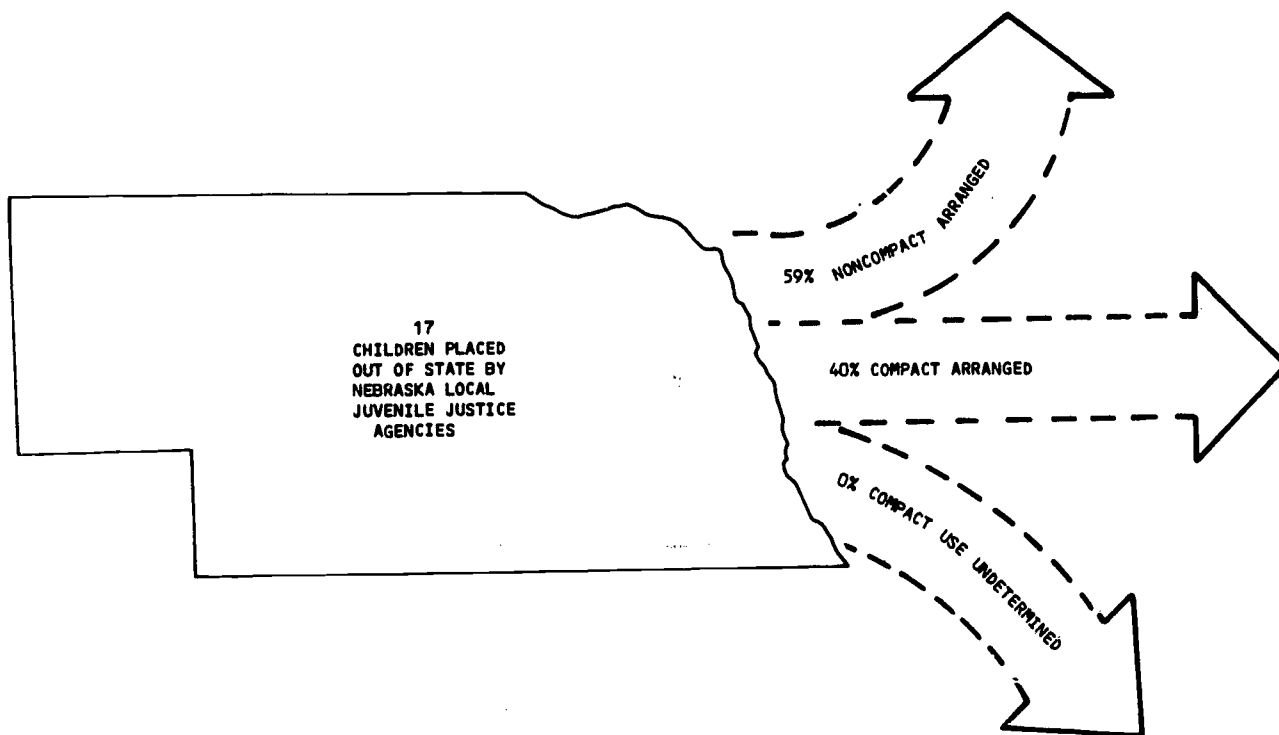 17
CHILDREN PLACED
OUT OF STATE BY
NEBRASKA LOCAL
JUVENILE JUSTICE
AGENCIES
59% NONCOMPACT ARRANGED
40% COMPACT ARRANGED
0% COMPACT USE UNDETERMINED